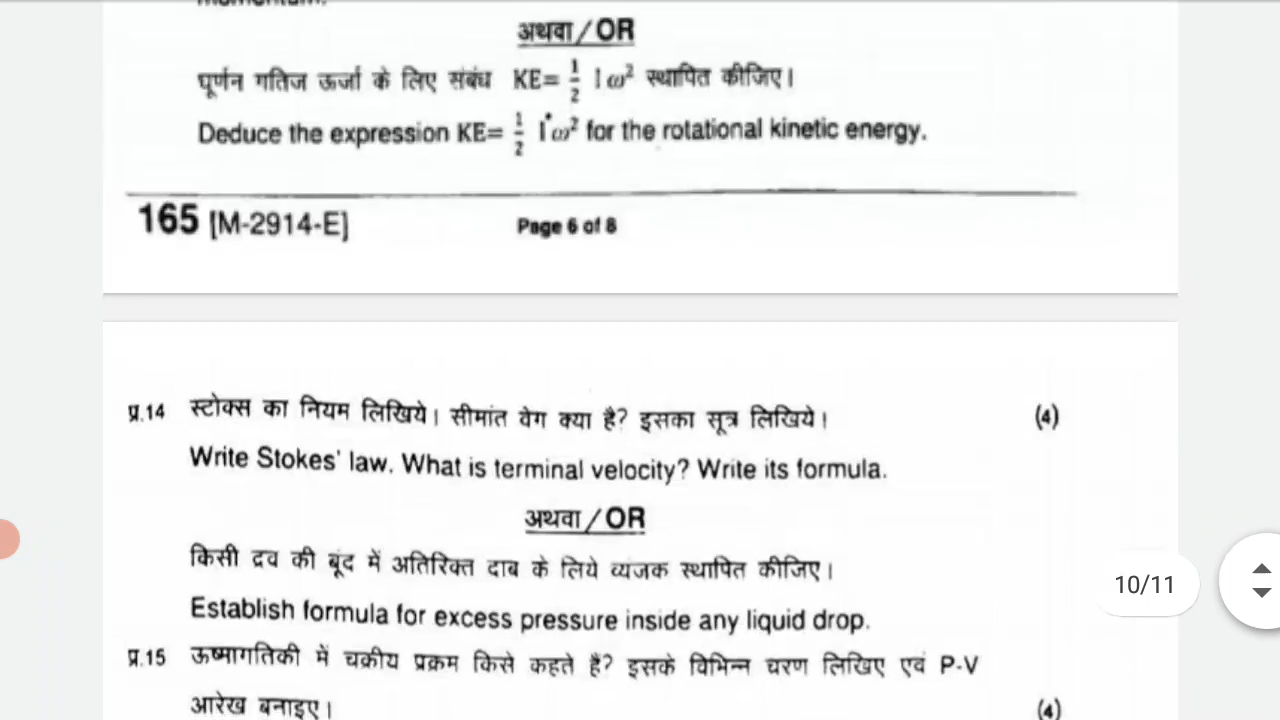 momentum.
अथवा / OR
घूर्णन गतिज ऊर्जा के लिए संबंध KE= 1/2 I ω² स्थापित कीजिए।
Deduce the expression KE= 1/2 I ω² for the rotational kinetic energy.
165 [M-2914-E] Page 6 of 8
प्र.14 स्टोक्स का नियम लिखिये। सीमांत वेग क्या है? इसका सूत्र लिखिये। (4)
Write Stokes' law. What is terminal velocity? Write its formula.
अथवा / OR
किसी द्रव की बूंद में अतिरिक्त दाब के लिये व्यंजक स्थापित कीजिए।
Establish formula for excess pressure inside any liquid drop.
10/11
प्र.15 ऊष्मागतिकी में चक्रीय प्रक्रम किसे कहते हैं? इसके विभिन्न चरण लिखिए एवं P-V
आरेख बनाइए। (4)